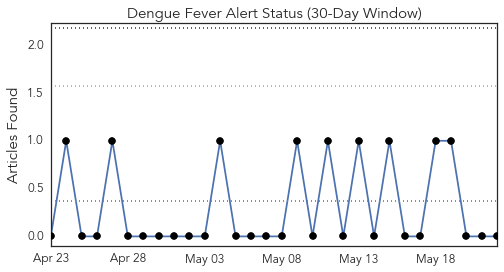 Dengue Fever Alert Status (30-Day Window)
Articles Found
2.0
1.5
1.0
0.5
0.0
Apr 23 Apr 28 May 03 May 08 May 13 May 18